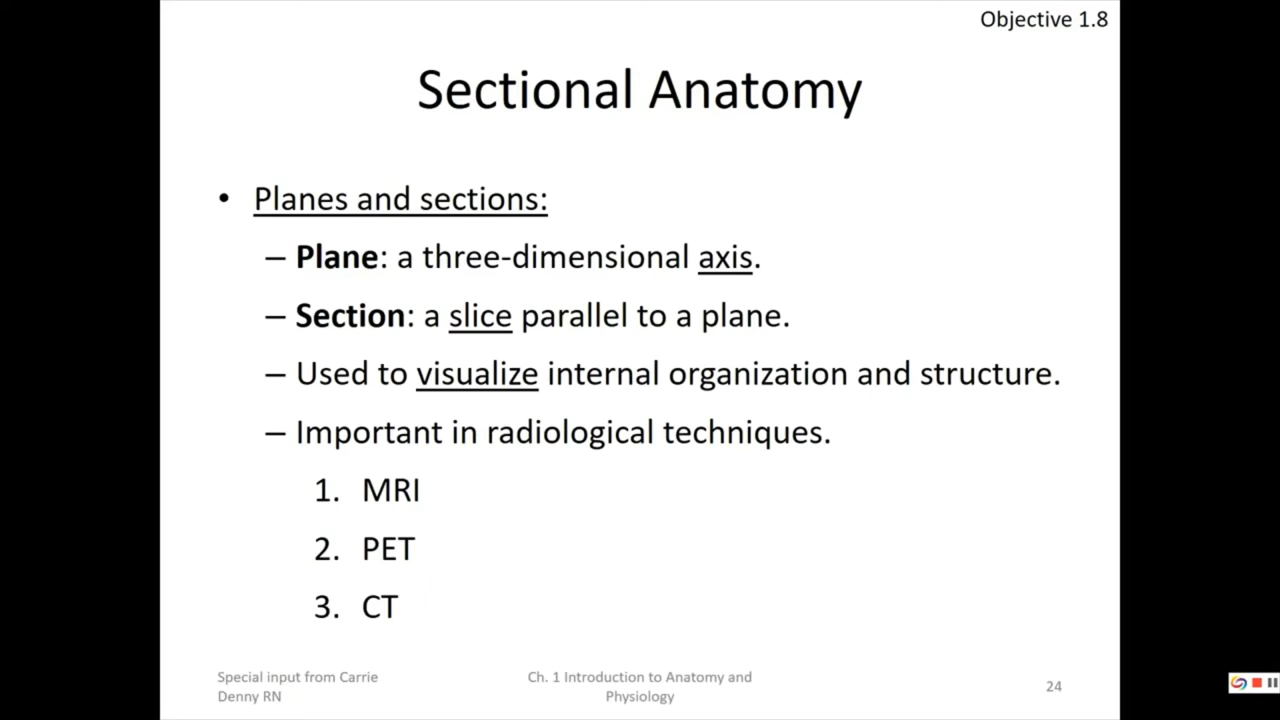 Objective 1.8
Sectional Anatomy
• Planes and sections:
– Plane: a three-dimensional axis.
– Section: a slice parallel to a plane.
– Used to visualize internal organization and structure.
– Important in radiological techniques.
1. MRI
2. PET
3. CT
Special input from Carrie
Denny RN
Ch. 1 Introduction to Anatomy and
Physiology
24